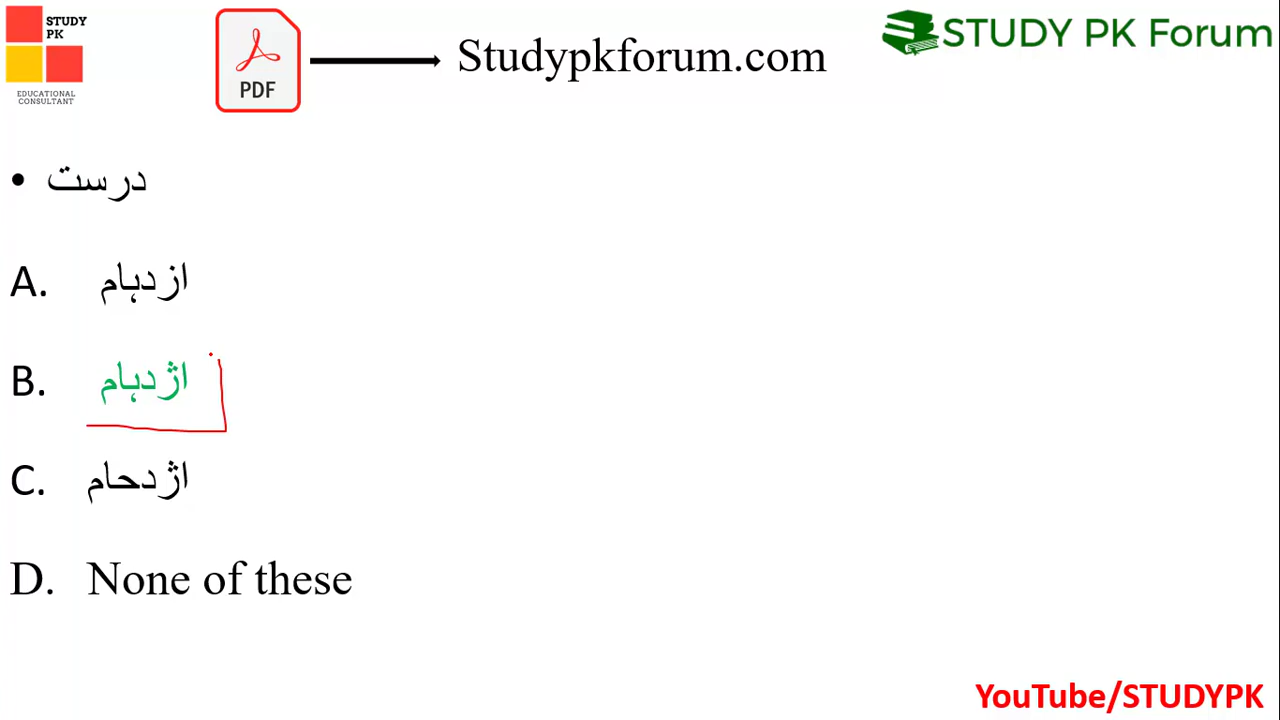 STUDY
PK
EDUCATIONAL
CONSULTANT
PDF
Studypkforum.com
STUDY PK Forum
• درست
A. ازدہام
B. اژدہام
C. اژدحام
D. None of these
YouTube/STUDYPK